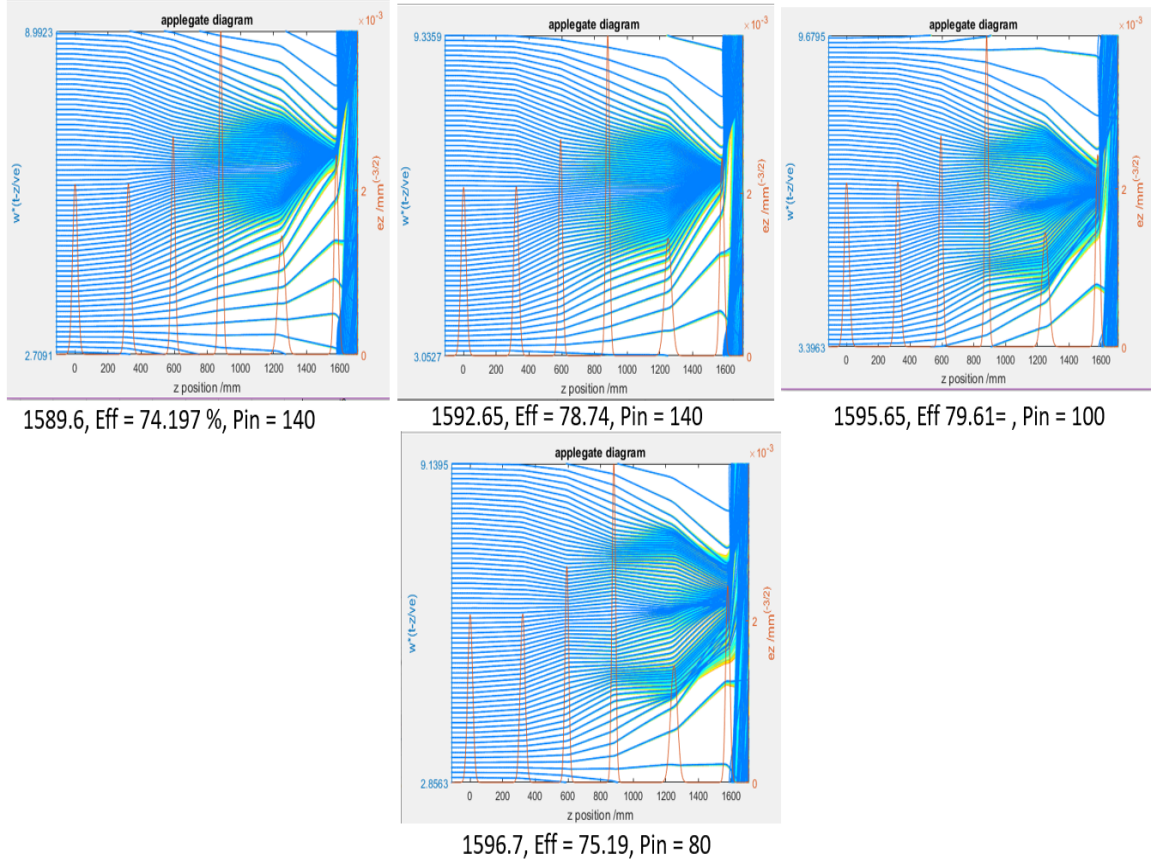 applegate diagram
×10⁻³
8.9923
w*(t-z/ve)
2.7091
2
0
ez /mm^(-3/2)
0 200 400 600 800 1000 1200 1400 1600
z position /mm
1589.6, Eff = 74.197 %, Pin = 140
applegate diagram
×10⁻³
9.3359
w*(t-z/ve)
3.0527
2
0
ez /mm^(-3/2)
0 200 400 600 800 1000 1200 1400 1600
z position /mm
1592.65, Eff = 78.74, Pin = 140
applegate diagram
×10⁻³
9.6795
w*(t-z/ve)
3.3963
2
0
ez /mm^(-3/2)
0 200 400 600 800 1000 1200 1400 1600
z position /mm
1595.65, Eff 79.61= , Pin = 100
applegate diagram
×10⁻³
9.1395
w*(t-z/ve)
2.8563
2
0
ez /mm^(-3/2)
0 200 400 600 800 1000 1200 1400 1600
z position /mm
1596.7, Eff = 75.19, Pin = 80